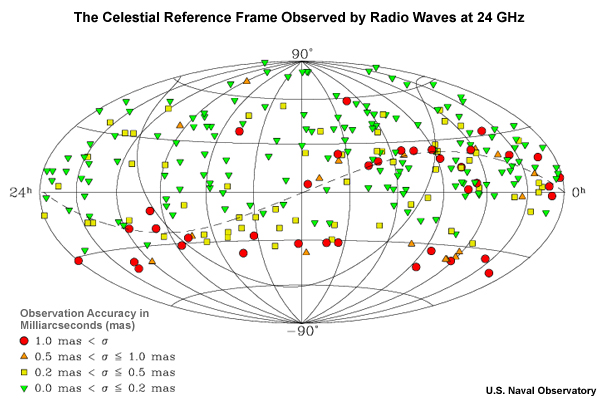 The Celestial Reference Frame Observed by Radio Waves at 24 GHz
90°
24h
0h
-90°
Observation Accuracy in
Milliarcseconds (mas)
1.0 mas < σ
0.5 mas < σ ≤ 1.0 mas
0.2 mas < σ ≤ 0.5 mas
0.0 mas < σ ≤ 0.2 mas
U.S. Naval Observatory